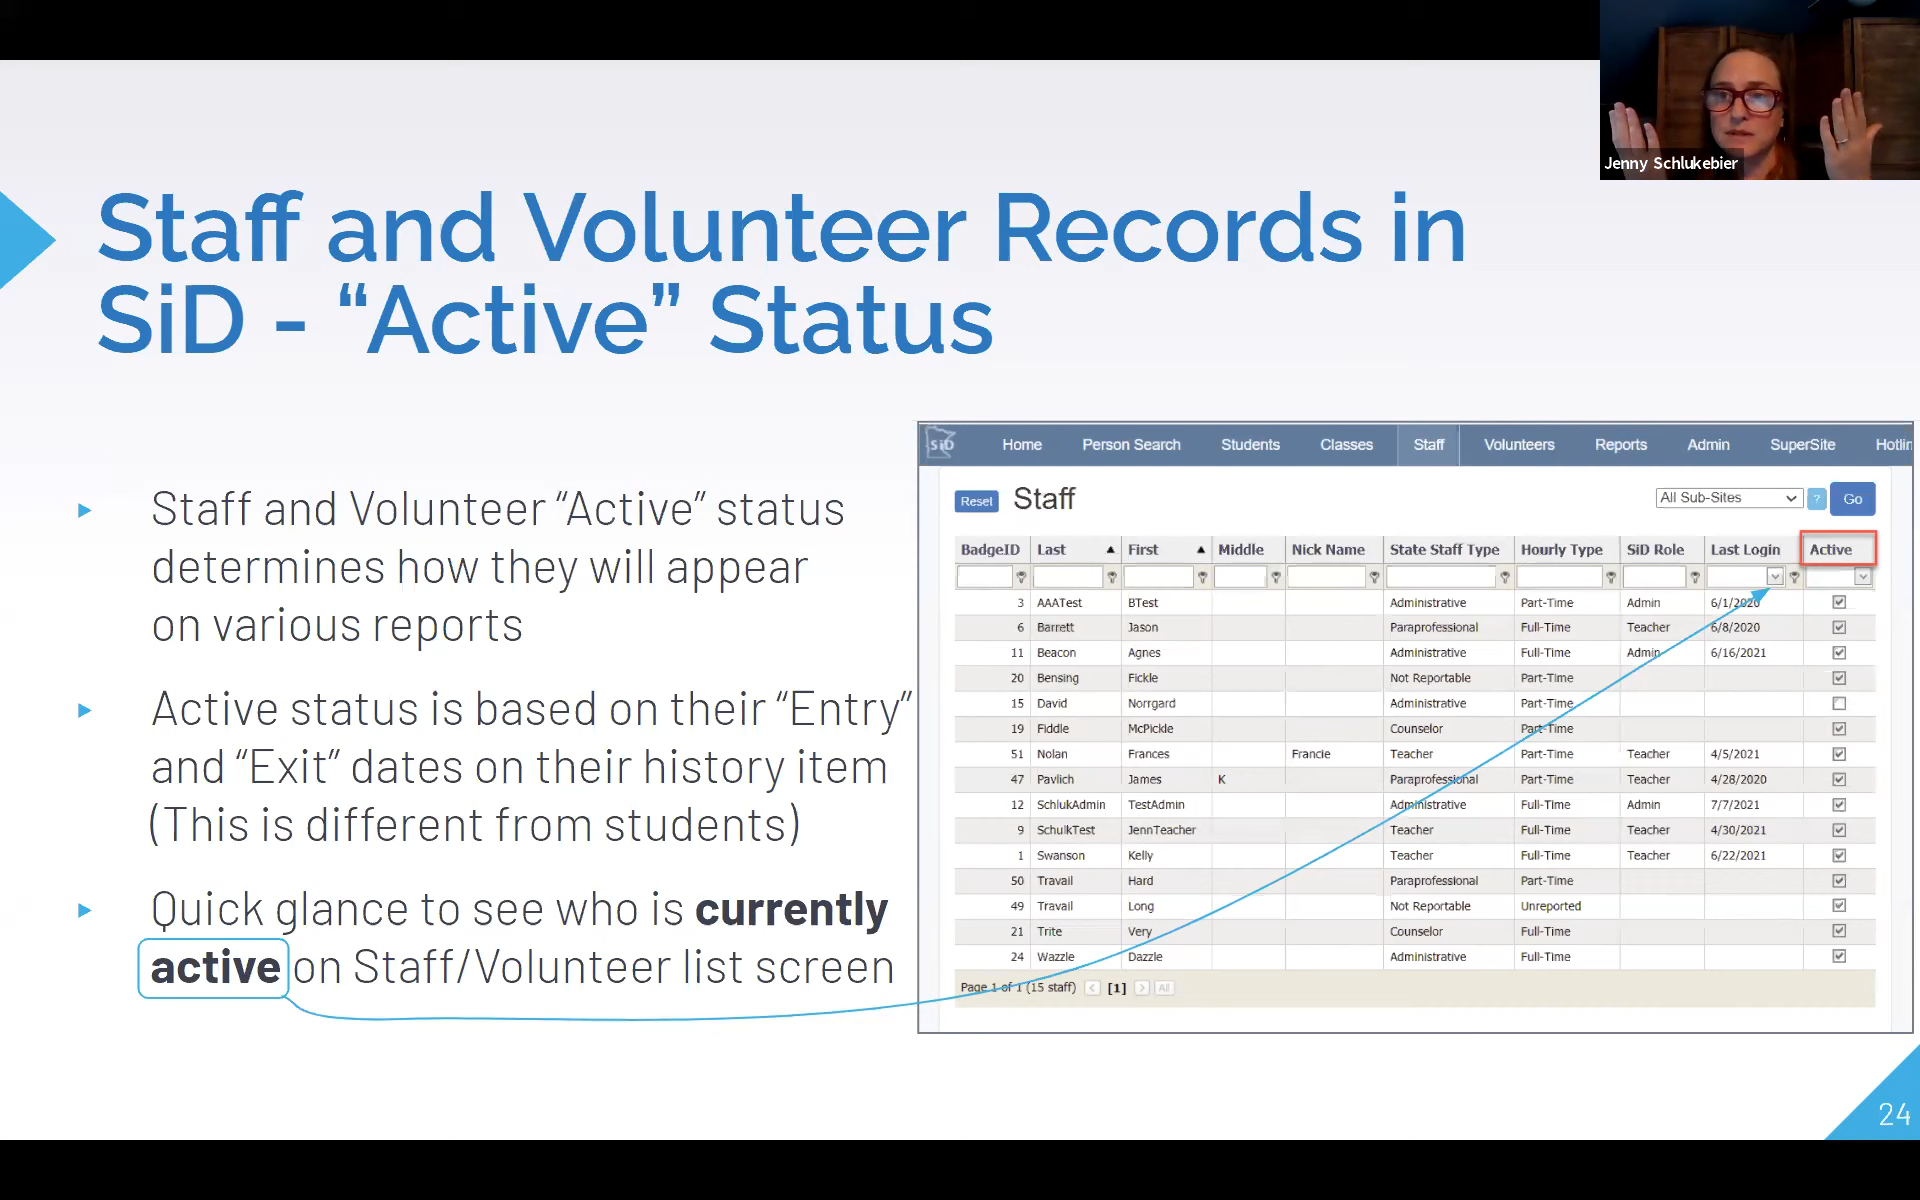 Jenny Schlukebier
Staff and Volunteer Records in
SiD - “Active” Status
Staff and Volunteer “Active” status
determines how they will appear
on various reports
Active status is based on their “Entry”
and “Exit” dates on their history item
(This is different from students)
Quick glance to see who is currently
active on Staff/Volunteer list screen
SiD Home Person Search Students Classes Staff Volunteers Reports Admin SuperSite
Reset Staff All Sub-Sites ? Go
BadgeID Last First Middle Nick Name State Staff Type Hourly Type SiD Role Last Login Active
3 AAATest BTest Administrative Part-Time Admin 6/1/2020
6 Barrett Jason Paraprofessional Full-Time Teacher 6/8/2020
11 Beacon Agnes Administrative Full-Time Admin 6/16/2021
20 Bensing Fickle Not Reportable Part-Time
15 David Norrgard Administrative Part-Time
19 Fiddle McPickle Counselor Part-Time
51 Nolan Frances Francie Teacher Part-Time Teacher 4/5/2021
47 Pavlich James K Paraprofessional Part-Time Teacher 4/28/2020
12 SchlukAdmin TestAdmin Administrative Full-Time Admin 7/7/2021
9 SchulkTest JennTeacher Teacher Full-Time Teacher 4/30/2021
1 Swanson Kelly Teacher Full-Time Teacher 6/22/2021
50 Travail Hard Paraprofessional Part-Time
49 Travail Long Not Reportable Unreported
21 Trite Very Counselor Full-Time
24 Wazzle Dazzle Administrative Full-Time
Page 1 of 1 (15 staff) < [1] > All
24